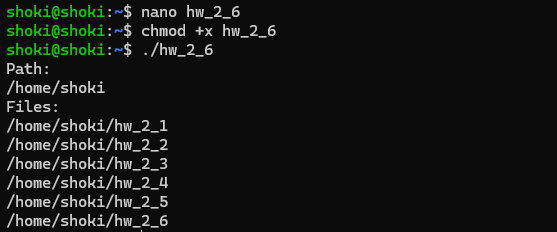 shoki@shoki:~$ nano hw_2_6
shoki@shoki:~$ chmod +x hw_2_6
shoki@shoki:~$ ./hw_2_6
Path:
/home/shoki
Files:
/home/shoki/hw_2_1
/home/shoki/hw_2_2
/home/shoki/hw_2_3
/home/shoki/hw_2_4
/home/shoki/hw_2_5
/home/shoki/hw_2_6